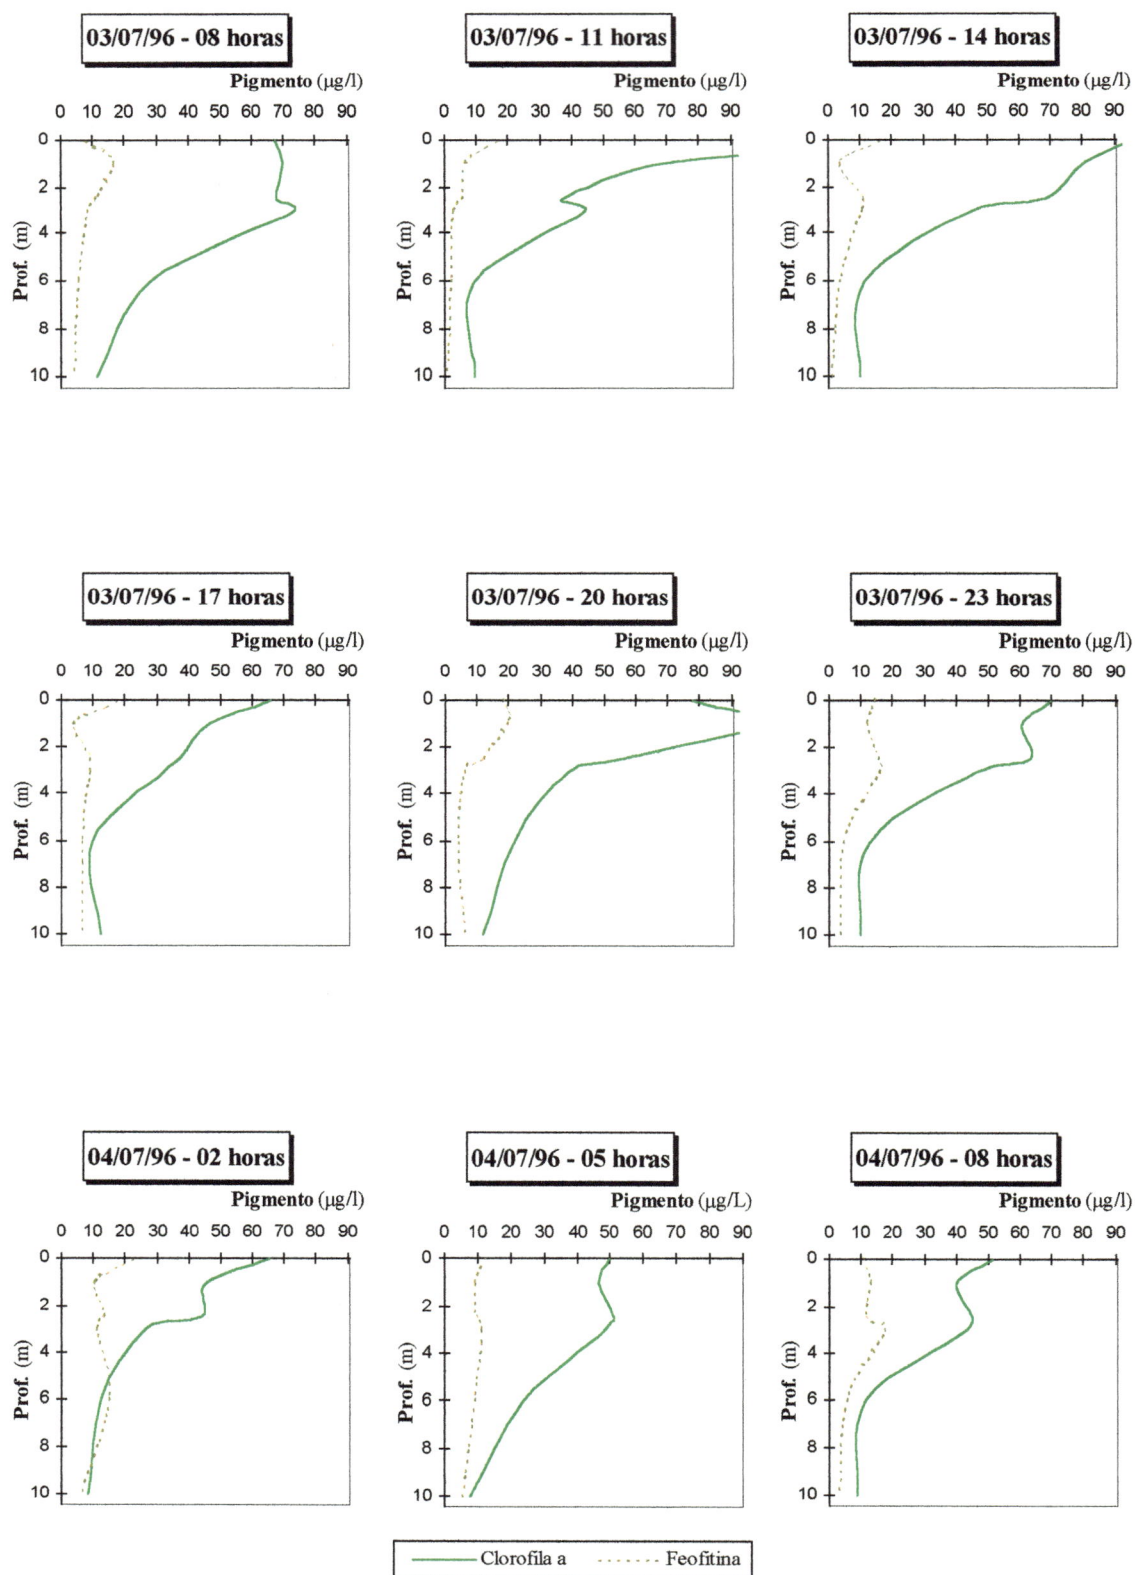 03/07/96 - 08 horas
Pigmento (µg/l)
0 10 20 30 40 50 60 70 80 90
0
2
4
6
8
10
Prof. (m)
03/07/96 - 11 horas
Pigmento (µg/l)
0 10 20 30 40 50 60 70 80 90
0
2
4
6
8
10
Prof. (m)
03/07/96 - 14 horas
Pigmento (µg/l)
0 10 20 30 40 50 60 70 80 90
0
2
4
6
8
10
Prof. (m)
03/07/96 - 17 horas
Pigmento (µg/l)
0 10 20 30 40 50 60 70 80 90
0
2
4
6
8
10
Prof. (m)
03/07/96 - 20 horas
Pigmento (µg/l)
0 10 20 30 40 50 60 70 80 90
0
2
4
6
8
10
Prof. (m)
03/07/96 - 23 horas
Pigmento (µg/l)
0 10 20 30 40 50 60 70 80 90
0
2
4
6
8
10
Prof. (m)
04/07/96 - 02 horas
Pigmento (µg/l)
0 10 20 30 40 50 60 70 80 90
0
2
4
6
8
10
Prof. (m)
04/07/96 - 05 horas
Pigmento (µg/L)
0 10 20 30 40 50 60 70 80 90
0
2
4
6
8
10
Prof. (m)
04/07/96 - 08 horas
Pigmento (µg/l)
0 10 20 30 40 50 60 70 80 90
0
2
4
6
8
10
Prof. (m)
Clorofila a
Feofitina